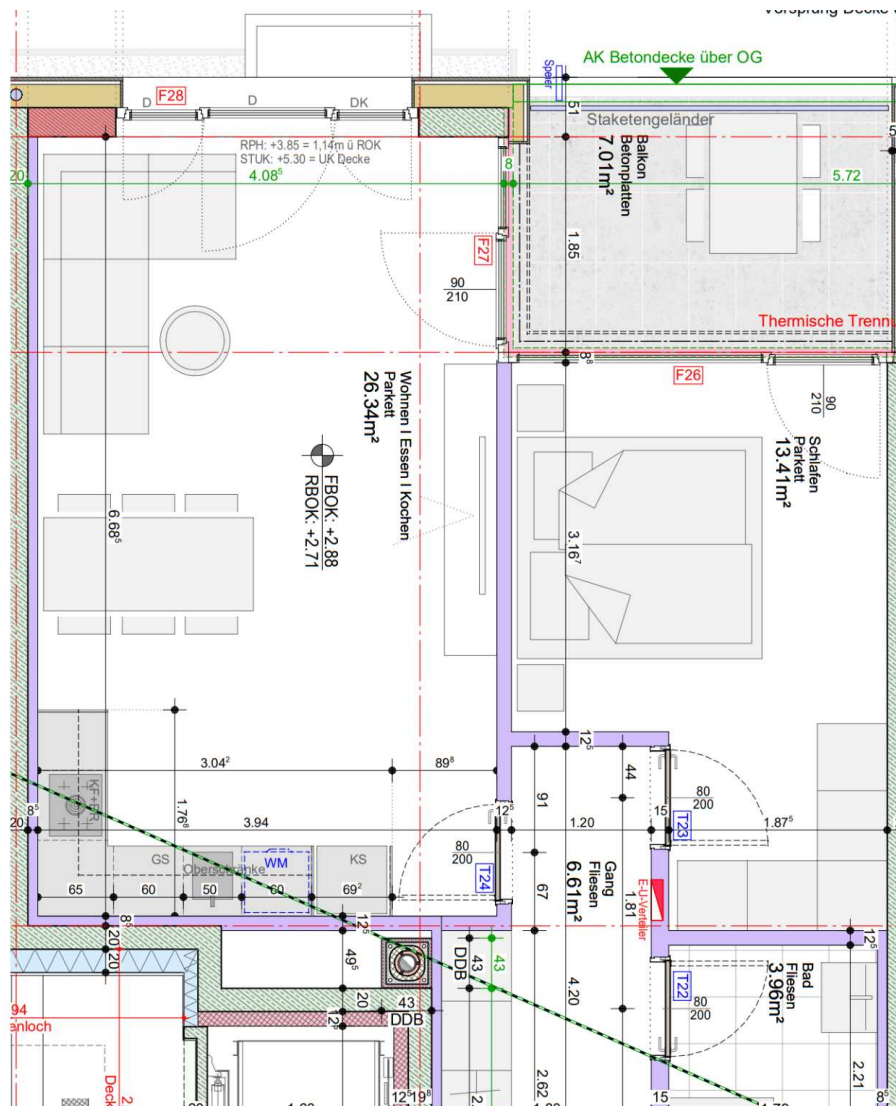 AK Betondecke über OG
Speier
D
F28
D
DK
51
Staketengeländer
Balkon
Betonplatten
7.01m²
RPH: +3.85 = 1,14m ü ROK
STUK: +5.30 = UK Decke
20
4.08⁵
8
5.72
F27
1.85
90
210
Thermische Trennu
8⁸
F26
90
210
Wohnen I Essen I Kochen
Parkett
26.34m²
Schlafen
Parkett
13.41m²
FBOK: +2.88
RBOK: +2.71
6.68⁵
3.16⁷
12⁵
3.04²
89⁸
91
44
80
200
KF+BR
1.76⁸
20
8⁵
3.94
12⁵
1.20
15
T23
1.87⁵
GS
Oberschränke
WM
KS
80
200
T24
Gang
Fliesen
6.61m²
E-U-Verteiler
1.81
65
60
50
60
69²
67
8⁵
12⁵
12⁵
20
20
49⁵
DDB
43
43
4.20
T22
Bad
Fliesen
3.96m²
80
200
20
43
DDB
94
enloch
12⁵
2.21
2.62
12⁵
19⁸
15
8⁵